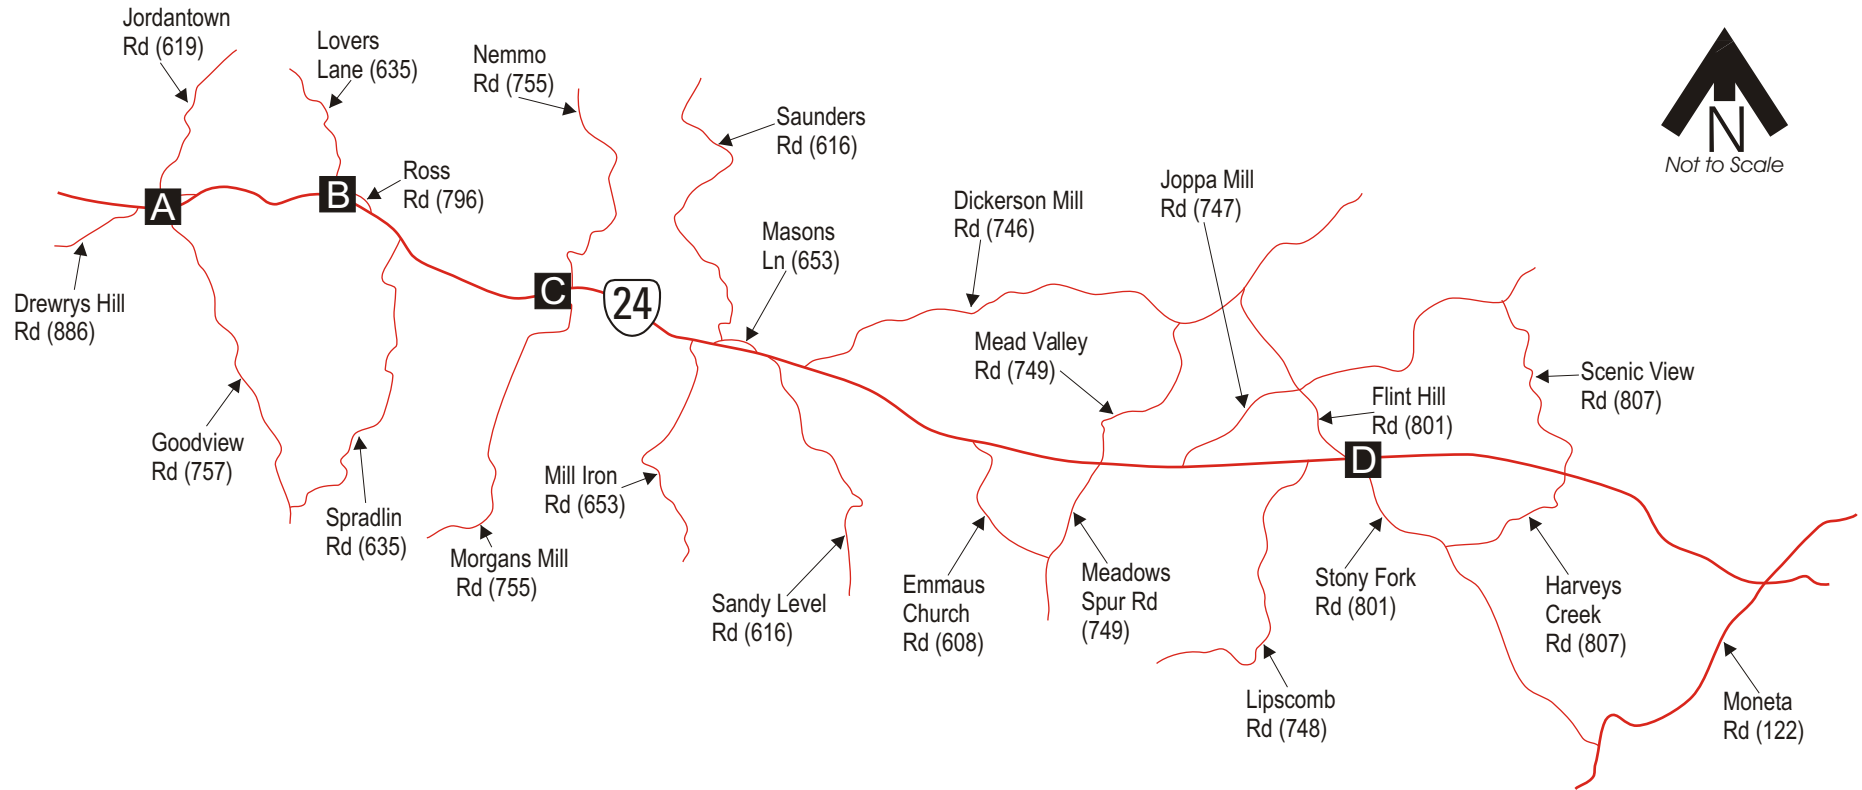 Jordantown
Rd (619)
Lovers
Lane (635)
Nemmo
Rd (755)
Saunders
Rd (616)
N
Not to Scale
Ross
Rd (796)
A
B
Dickerson Mill
Rd (746)
Joppa Mill
Rd (747)
Masons
Ln (653)
C
24
Drewrys Hill
Rd (886)
Mead Valley
Rd (749)
Scenic View
Rd (807)
Flint Hill
Rd (801)
D
Goodview
Rd (757)
Mill Iron
Rd (653)
Spradlin
Rd (635)
Morgans Mill
Rd (755)
Sandy Level
Rd (616)
Emmaus
Church
Rd (608)
Meadows
Spur Rd
(749)
Stony Fork
Rd (801)
Harveys
Creek
Rd (807)
Lipscomb
Rd (748)
Moneta
Rd (122)